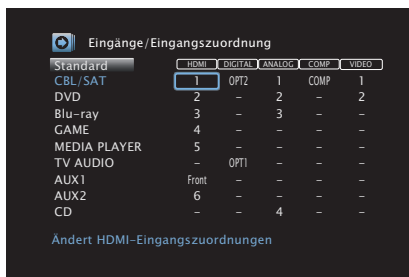 Eingänge/Eingangszuordnung
Standard HDMI DIGITAL ANALOG COMP VIDEO
CBL/SAT 1 OPT2 1 COMP 1
DVD 2 – 2 – 2
Blu-ray 3 – 3 – –
GAME 4 – – – –
MEDIA PLAYER 5 – – – –
TV AUDIO – OPT1 – – –
AUX1 Front – – – –
AUX2 6 – – – –
CD – – 4 – –
Ändert HDMI-Eingangszuordnungen